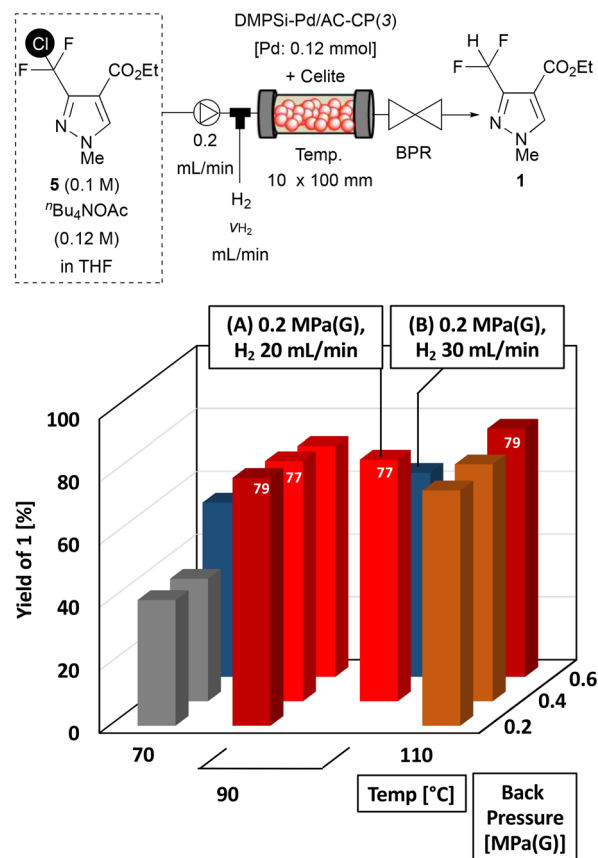 DMPSi-Pd/AC-CP(3)
[Pd: 0.12 mmol]
+ Celite
Cl
F
F
CO2Et
N
N
Me
5 (0.1 M)
nBu4NOAc
(0.12 M)
in THF
0.2
mL/min
H2
νH2
mL/min
Temp.
10 x 100 mm
BPR
H
F
F
CO2Et
N
N
Me
1
(A) 0.2 MPa(G),
H2 20 mL/min
(B) 0.2 MPa(G),
H2 30 mL/min
Yield of 1 [%]
100
80
60
40
20
0
79
77
77
79
70
90
110
0.2
0.4
0.6
Temp [°C]
Back
Pressure
[MPa(G)]